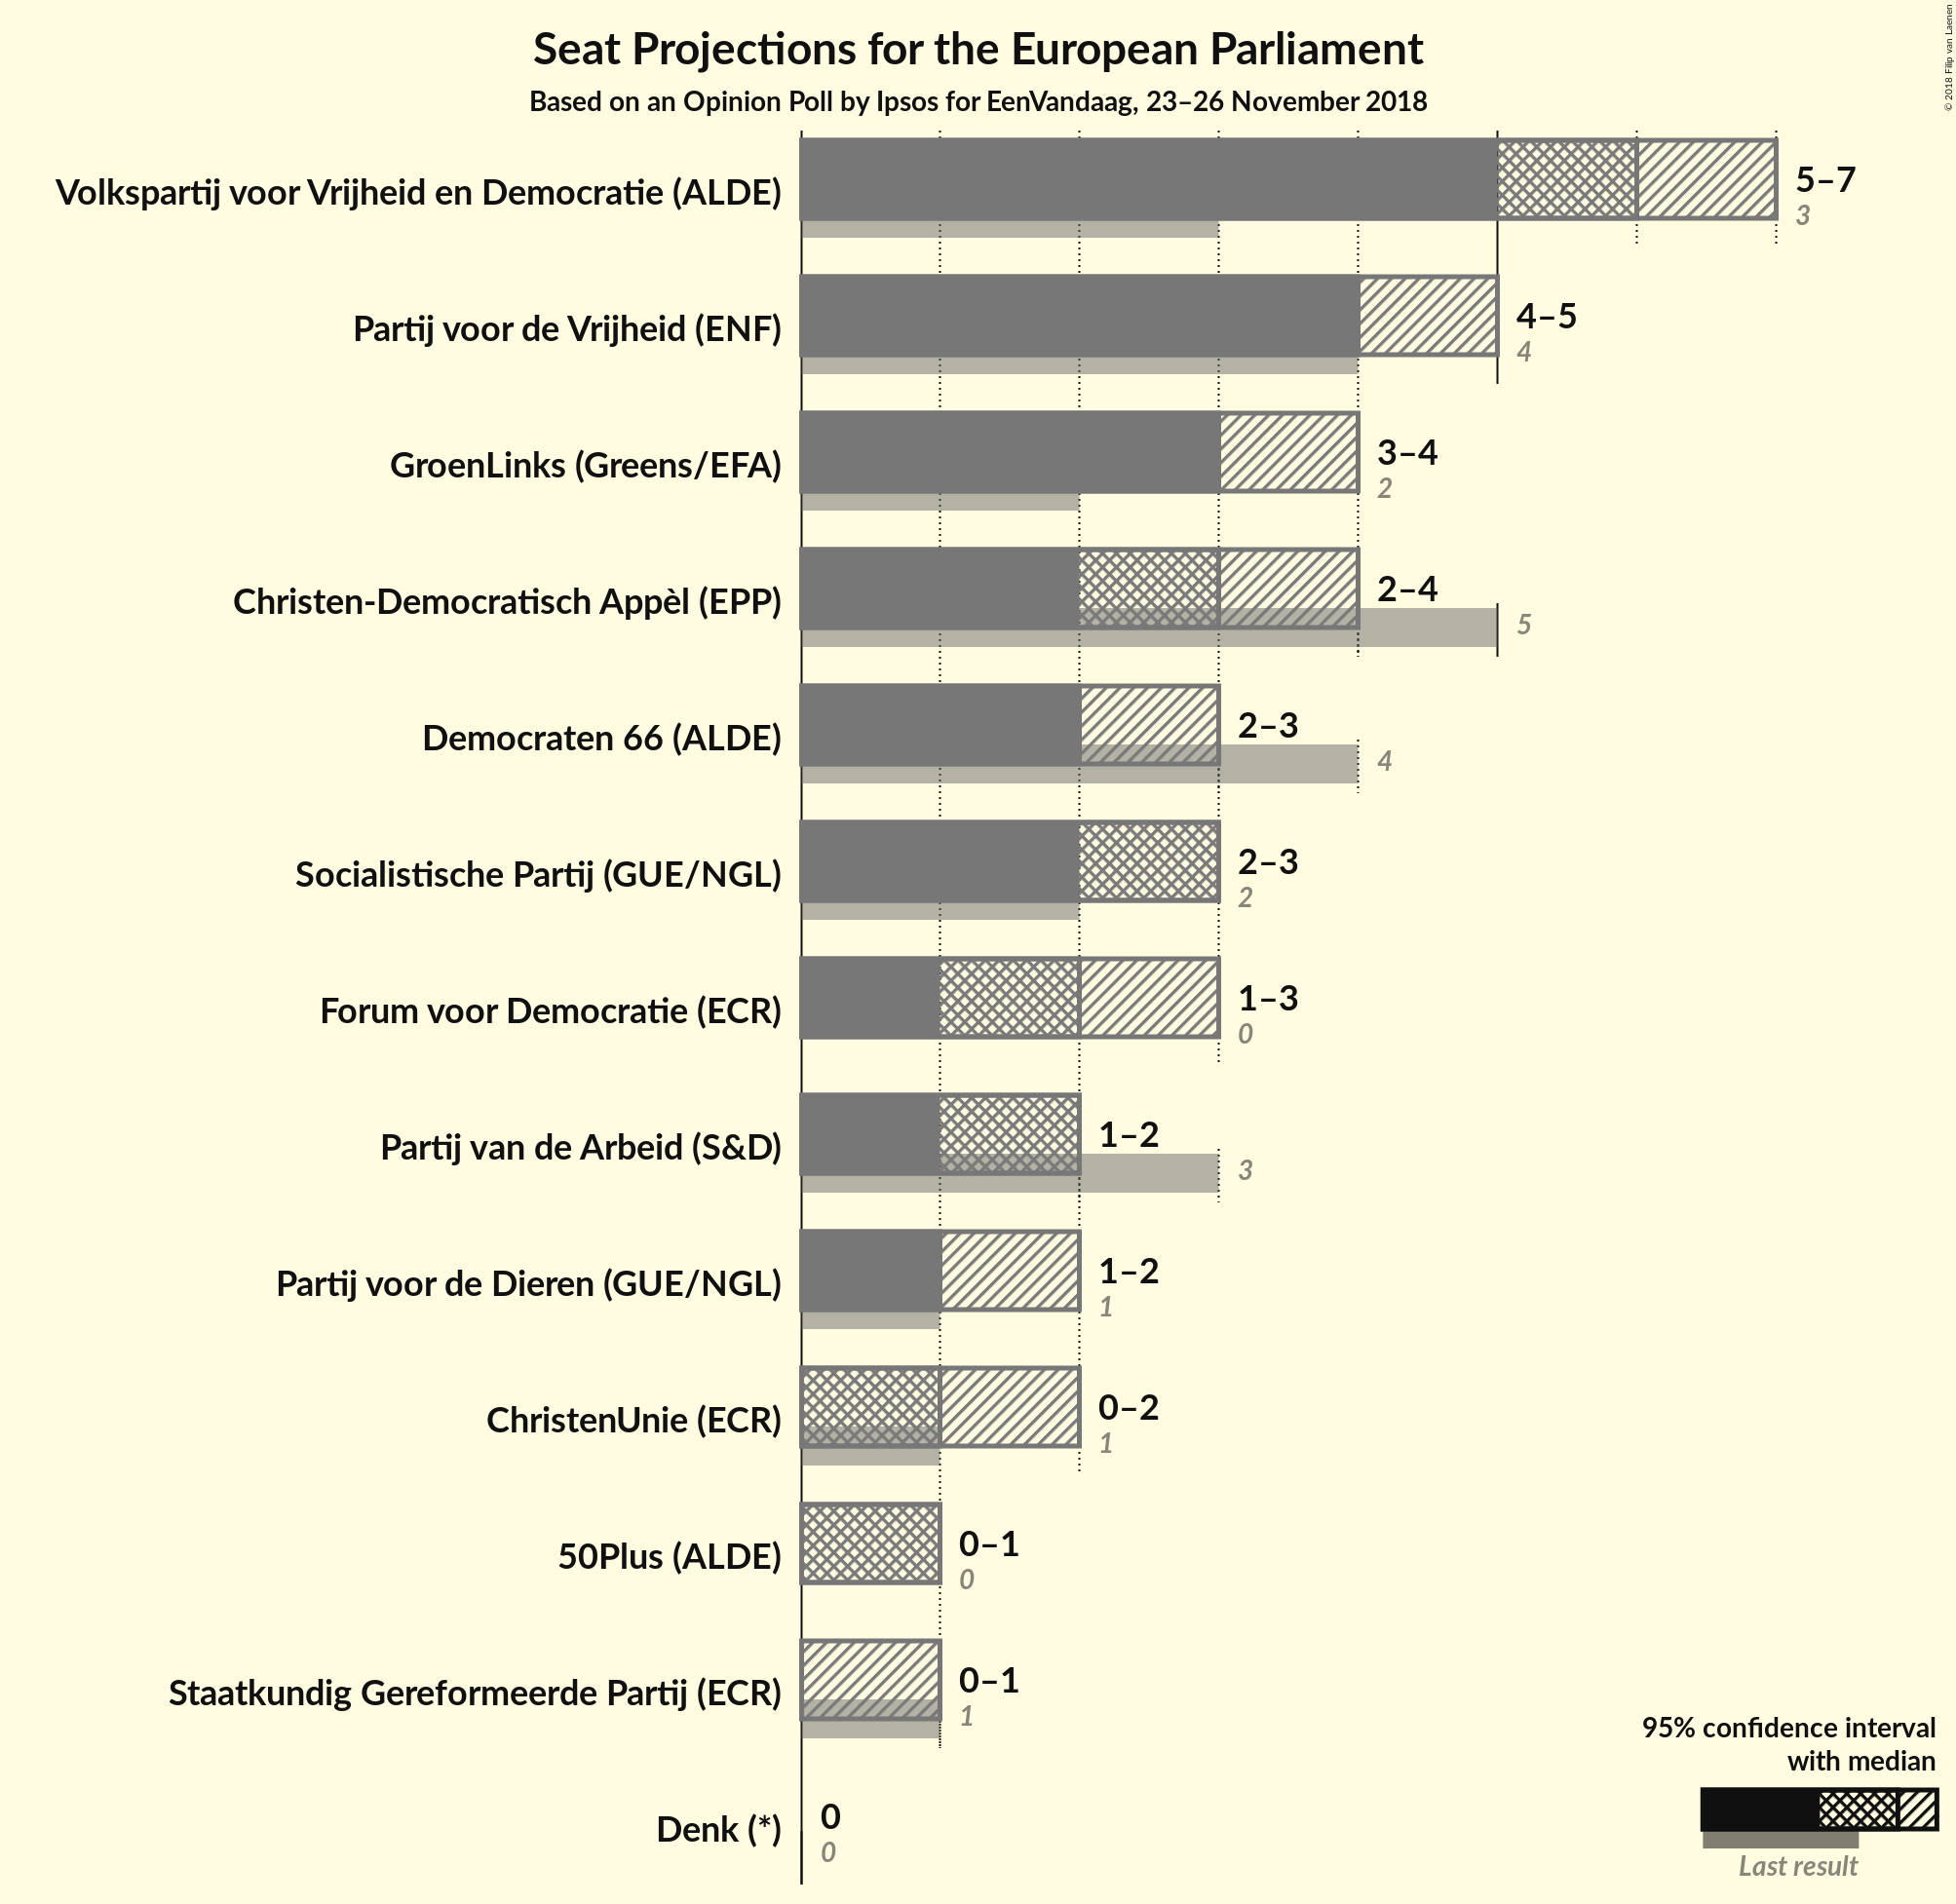 Seat Projections for the European Parliament
Based on an Opinion Poll by Ipsos for EenVandaag, 23–26 November 2018
© 2018 Filip van Laenen
Volkspartij voor Vrijheid en Democratie (ALDE)
5–7
3
Partij voor de Vrijheid (ENF)
4–5
4
GroenLinks (Greens/EFA)
3–4
2
Christen-Democratisch Appèl (EPP)
2–4
5
Democraten 66 (ALDE)
2–3
4
Socialistische Partij (GUE/NGL)
2–3
2
Forum voor Democratie (ECR)
1–3
0
Partij van de Arbeid (S&D)
1–2
3
Partij voor de Dieren (GUE/NGL)
1–2
1
ChristenUnie (ECR)
0–2
1
50Plus (ALDE)
0–1
0
Staatkundig Gereformeerde Partij (ECR)
0–1
1
Denk (*)
0
0
95% confidence interval
with median
Last result